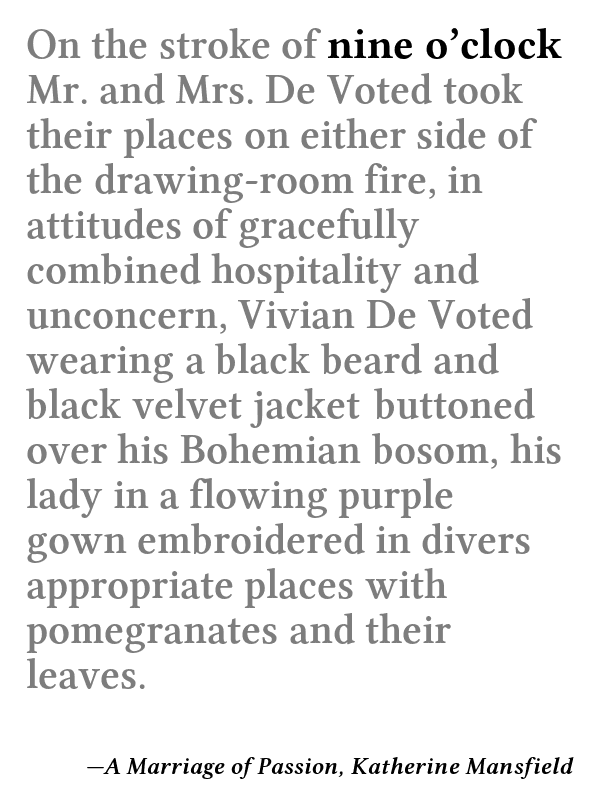 On the stroke of nine o’clock
Mr. and Mrs. De Voted took
their places on either side of
the drawing-room fire, in
attitudes of gracefully
combined hospitality and
unconcern, Vivian De Voted
wearing a black beard and
black velvet jacket buttoned
over his Bohemian bosom, his
lady in a flowing purple
gown embroidered in divers
appropriate places with
pomegranates and their
leaves.
—A Marriage of Passion, Katherine Mansfield